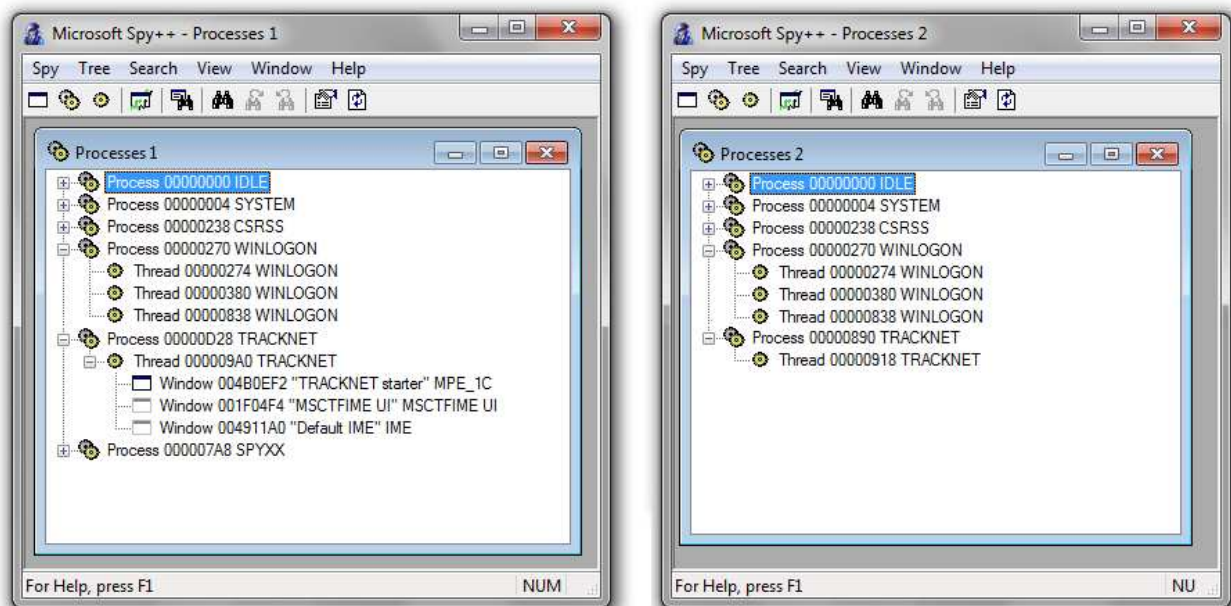 Microsoft Spy++ - Processes 1
Spy Tree Search View Window Help
Processes 1
Process 00000000 IDLE
Process 00000004 SYSTEM
Process 00000238 CSRSS
Process 00000270 WINLOGON
Thread 00000274 WINLOGON
Thread 00000380 WINLOGON
Thread 00000838 WINLOGON
Process 00000D28 TRACKNET
Thread 000009A0 TRACKNET
Window 004B0EF2 "TRACKNET starter" MPE_1C
Window 001F04F4 "MSCTFIME UI" MSCTFIME UI
Window 004911A0 "Default IME" IME
Process 000007A8 SPYXX
For Help, press F1 NUM
Microsoft Spy++ - Processes 2
Spy Tree Search View Window Help
Processes 2
Process 00000000 IDLE
Process 00000004 SYSTEM
Process 00000238 CSRSS
Process 00000270 WINLOGON
Thread 00000274 WINLOGON
Thread 00000380 WINLOGON
Thread 00000838 WINLOGON
Process 00000890 TRACKNET
Thread 00000918 TRACKNET
For Help, press F1 NU